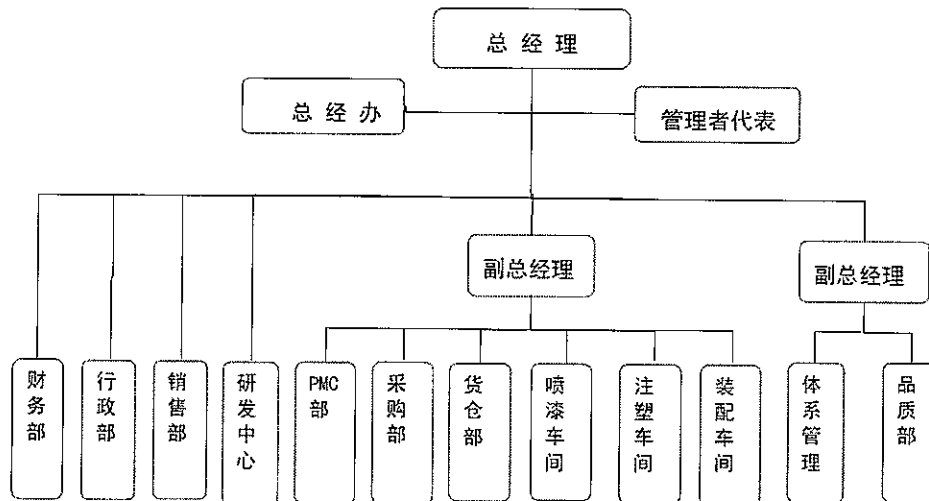 总经理
总经办
管理者代表
副总经理
副总经理
财务部
行政部
销售部
研发中心
PMC部
采购部
货仓部
喷漆车间
注塑车间
装配车间
体系管理
品质部